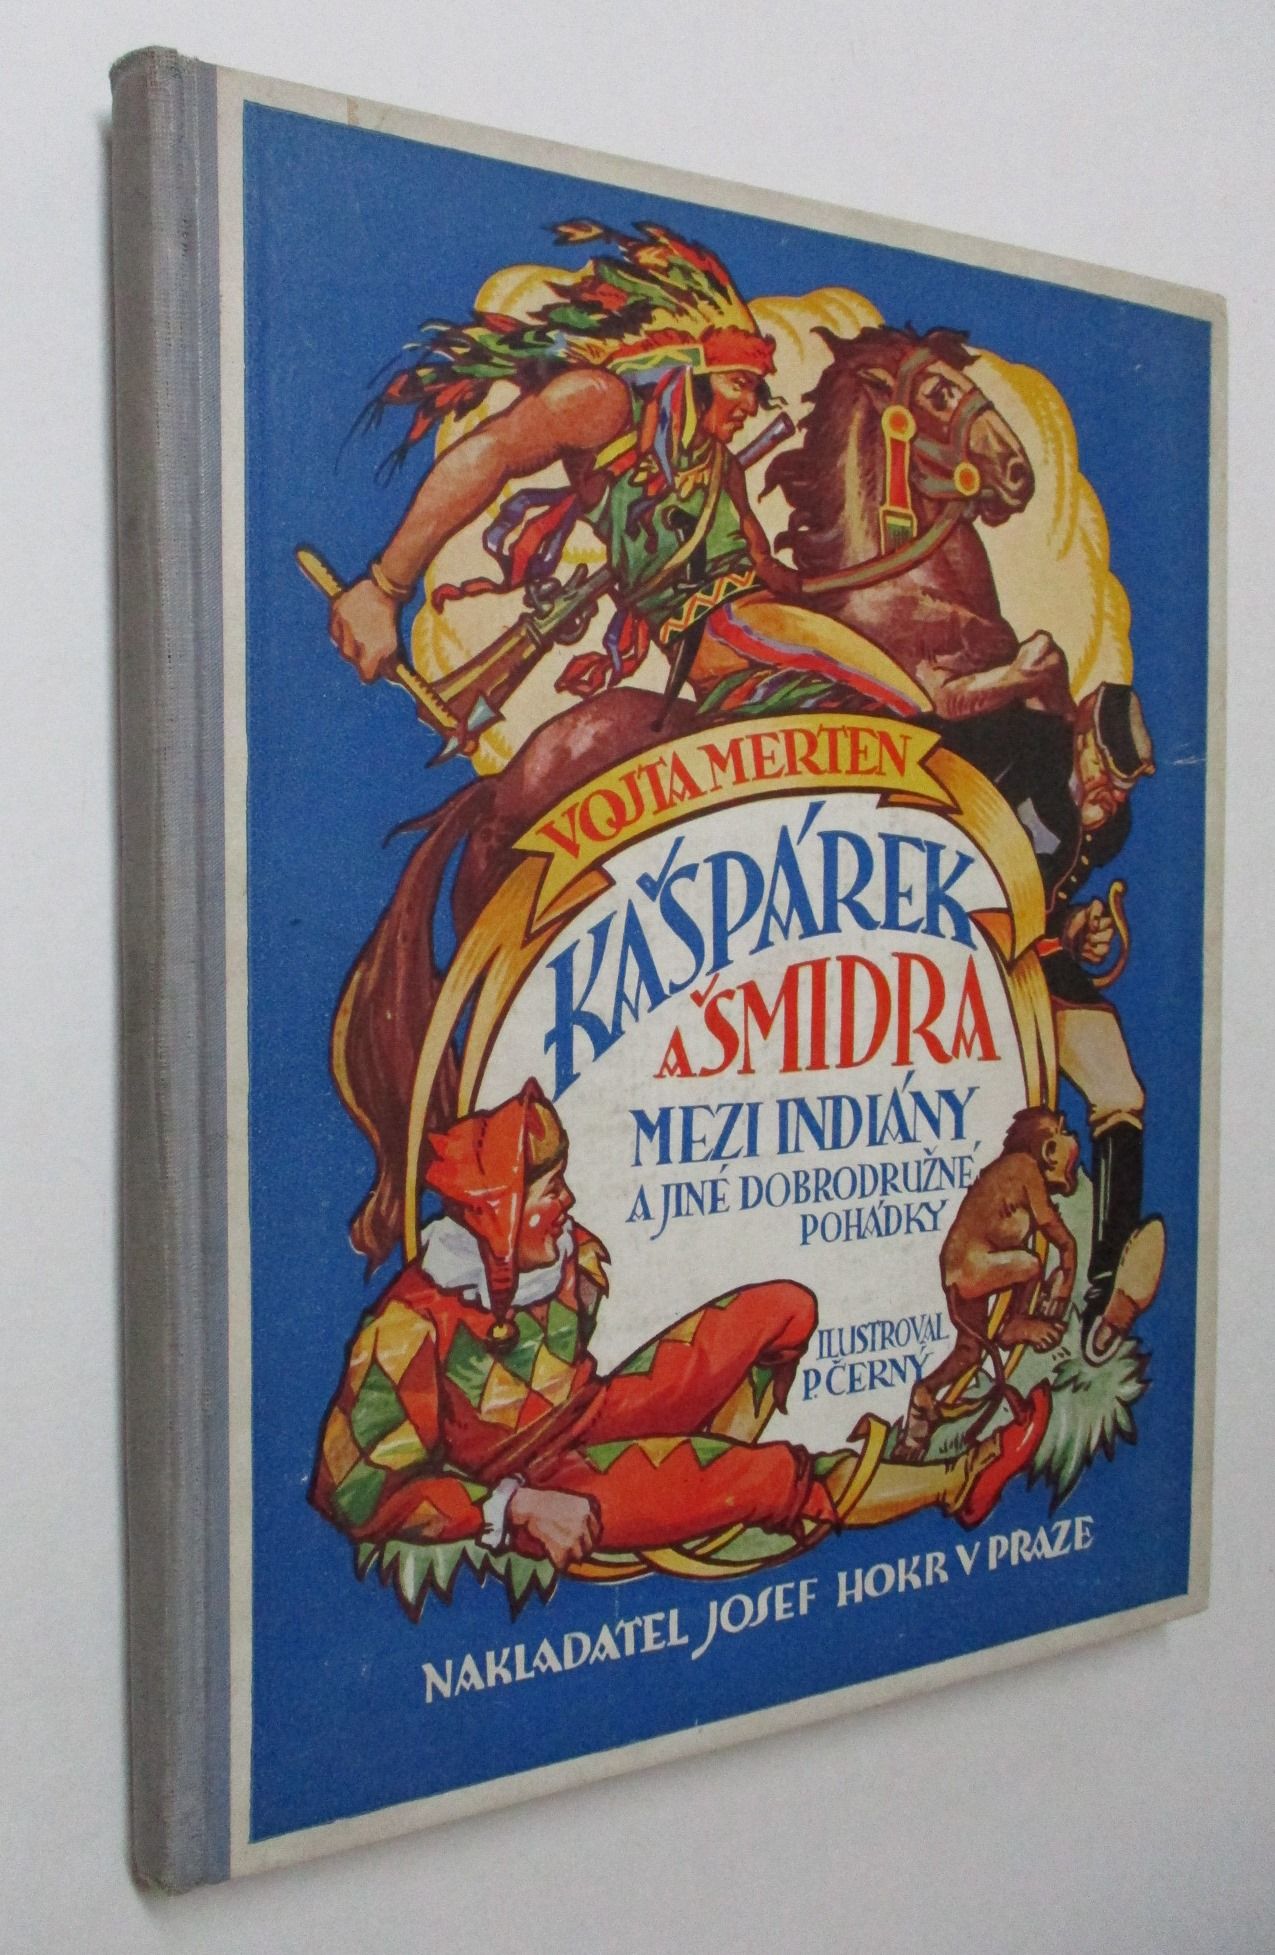 VOJTA MERTEN
KAŠPÁREK
A ŠMIDRA
MEZI INDIÁNY
A JINÉ DOBRODRUŽNÉ
POHÁDKY
ILUSTROVAL
P. ČERNÝ
NAKLADATEL JOSEF HOKR V PRAZE